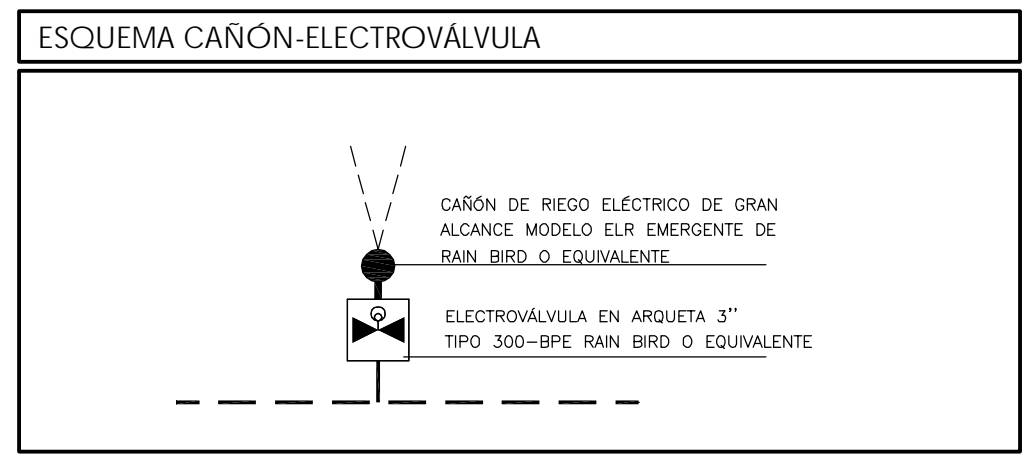 ESQUEMA CAÑÓN-ELECTROVÁLVULA
CAÑÓN DE RIEGO ELÉCTRICO DE GRAN
ALCANCE MODELO ELR EMERGENTE DE
RAIN BIRD O EQUIVALENTE
ELECTROVÁLVULA EN ARQUETA 3''
TIPO 300-BPE RAIN BIRD O EQUIVALENTE